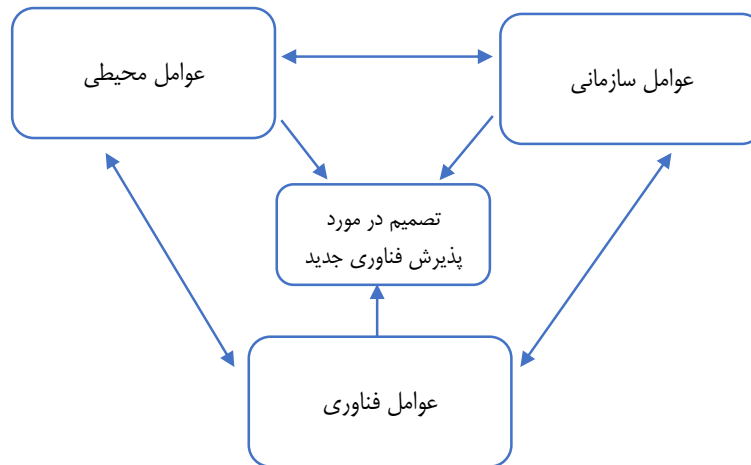 عوامل سازمانی
عوامل محیطی
تصمیم در مورد
پذیرش فناوری جدید
عوامل فناوری